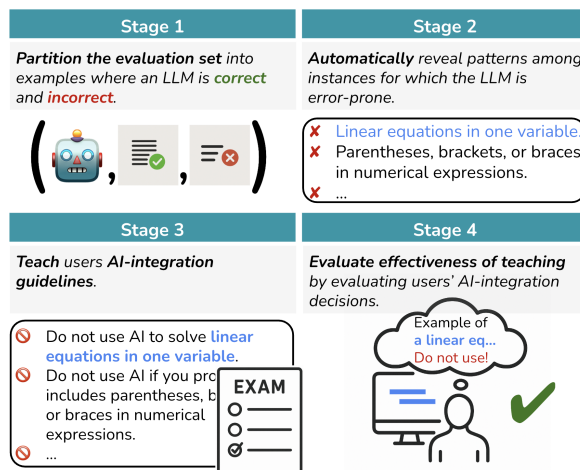 Stage 1
Partition the evaluation set into
examples where an LLM is correct
and incorrect.
Stage 2
Automatically reveal patterns among
instances for which the LLM is
error-prone.
Linear equations in one variable.
Parentheses, brackets, or braces
in numerical expressions.
...
Stage 3
Teach users AI-integration
guidelines.
Do not use AI to solve linear
equations in one variable.
Do not use AI if you
includes parentheses,
or braces in numerical
expressions.
...
EXAM
Stage 4
Evaluate effectiveness of teaching
by evaluating users' AI-integration
decisions.
Example of
a linear eq...
Do not use!